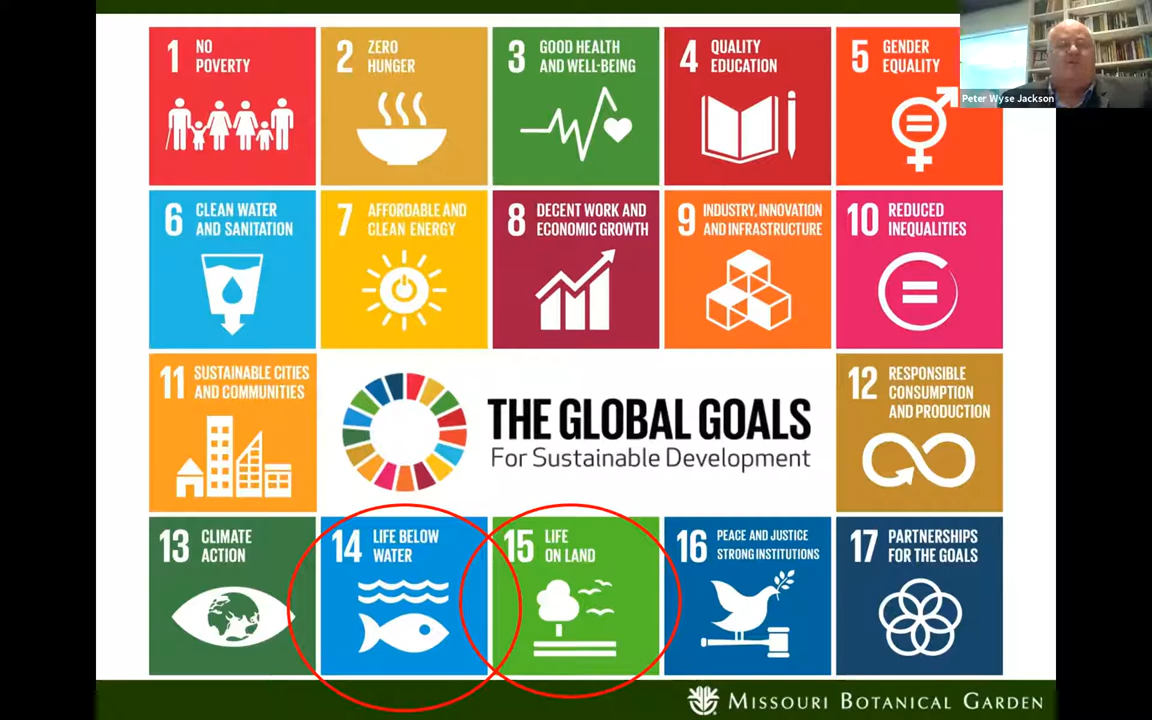 1 NO POVERTY
2 ZERO HUNGER
3 GOOD HEALTH AND WELL-BEING
4 QUALITY EDUCATION
5 GENDER EQUALITY
Peter Wyse Jackson
6 CLEAN WATER AND SANITATION
7 AFFORDABLE AND CLEAN ENERGY
8 DECENT WORK AND ECONOMIC GROWTH
9 INDUSTRY, INNOVATION AND INFRASTRUCTURE
10 REDUCED INEQUALITIES
11 SUSTAINABLE CITIES AND COMMUNITIES
THE GLOBAL GOALS
For Sustainable Development
12 RESPONSIBLE CONSUMPTION AND PRODUCTION
13 CLIMATE ACTION
14 LIFE BELOW WATER
15 LIFE ON LAND
16 PEACE AND JUSTICE STRONG INSTITUTIONS
17 PARTNERSHIPS FOR THE GOALS
MISSOURI BOTANICAL GARDEN